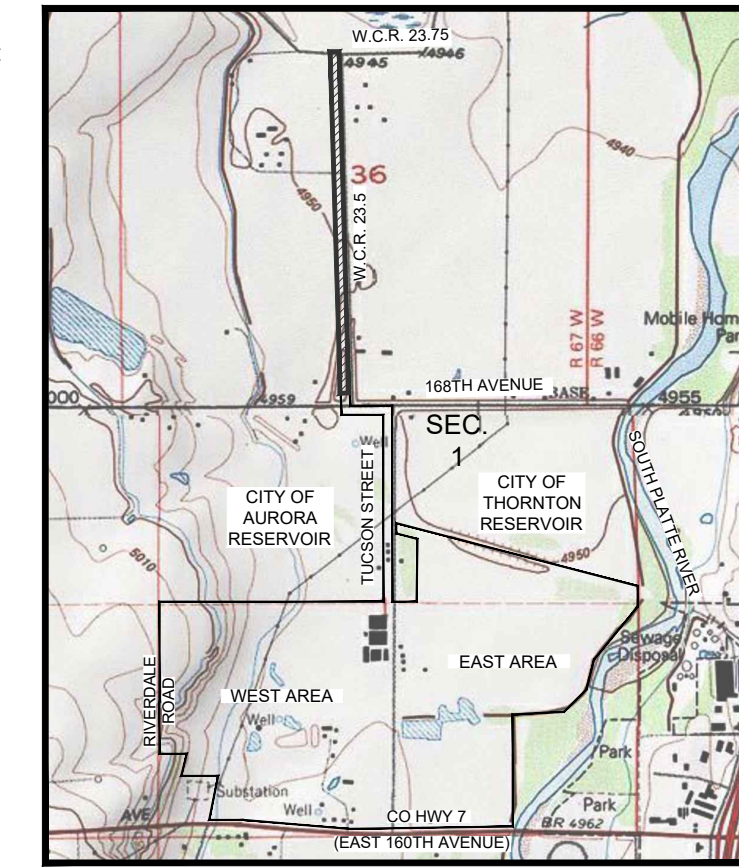 W.C.R. 23.75
4945
4946
4940
36
4950
W.C.R. 23.5
R 67 W
R 66 W
Mobile Hom
Par
168TH AVENUE
BASE
000
4959
4955
SEC.
1
Well
CITY OF
AURORA
RESERVOIR
TUCSON STREET
CITY OF
THORNTON
RESERVOIR
SOUTH PLATTE RIVER
4950
5010
Sewage
Disposal
EAST AREA
WEST AREA
RIVERDALE
ROAD
Well
Park
Substation
Well
Park
AVE
CO HWY 7
BR 4962
(EAST 160TH AVENUE)